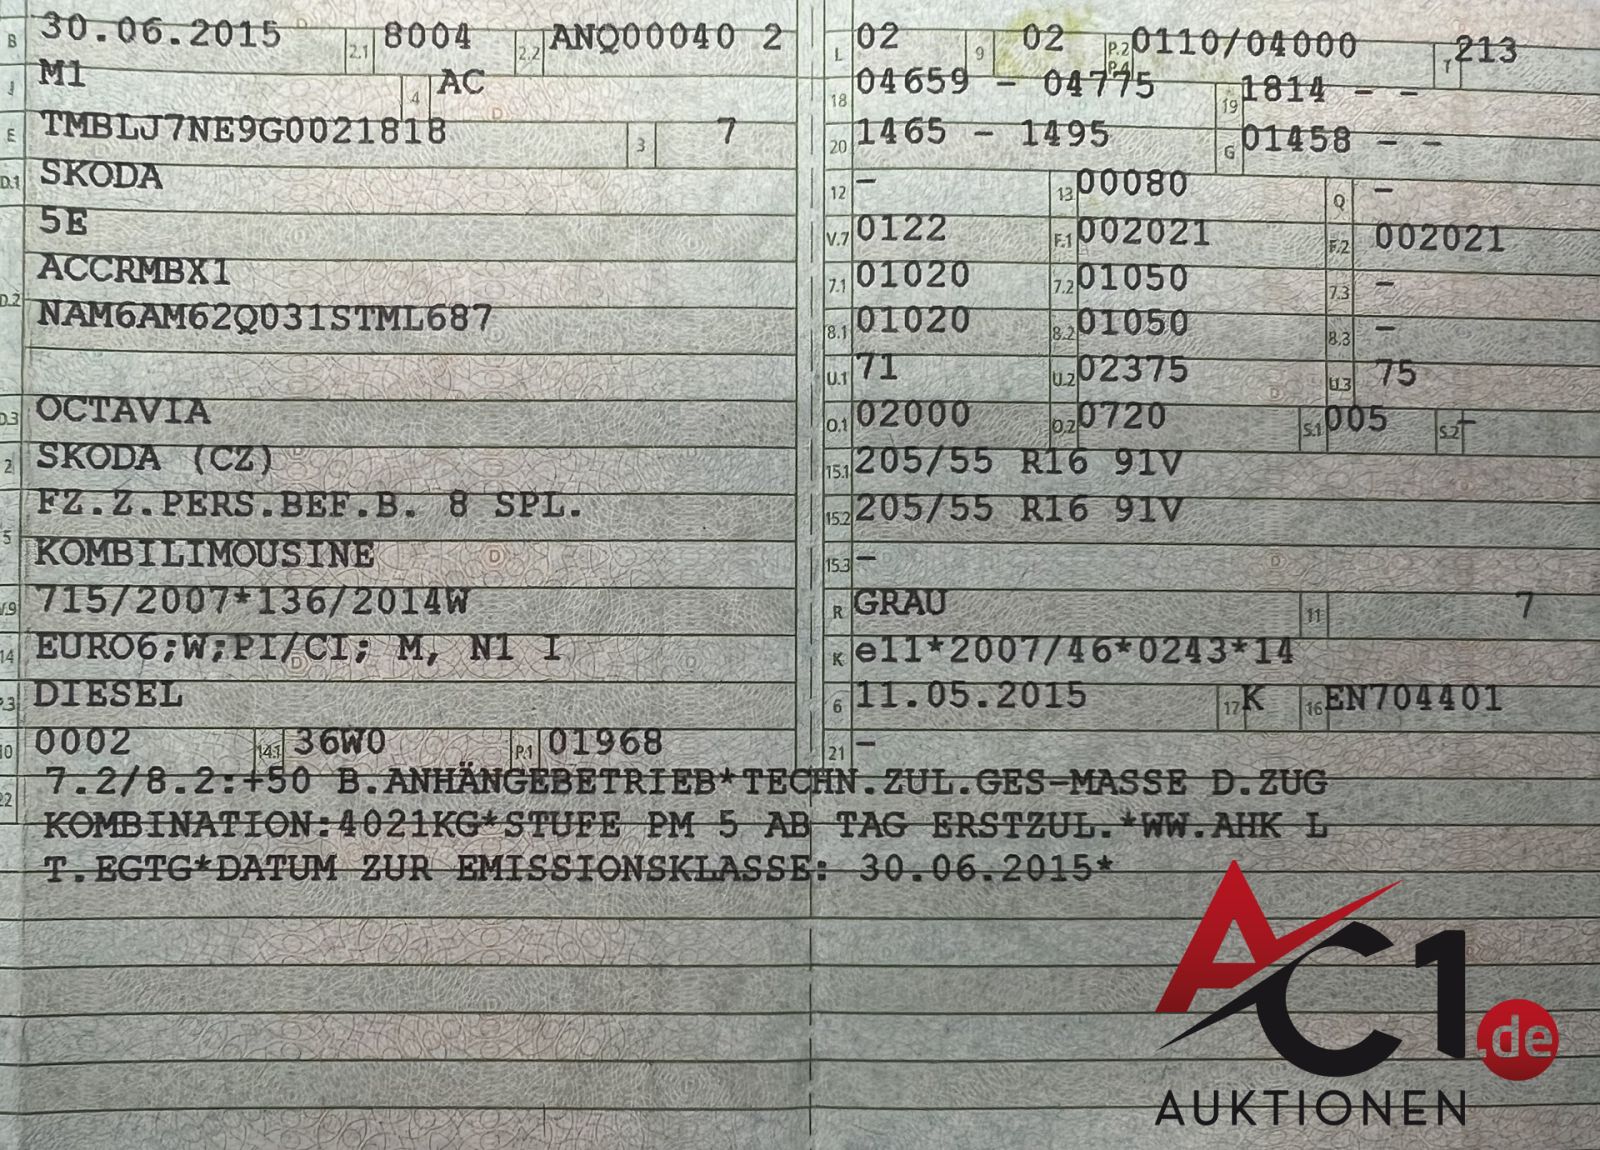 B 30.06.2015 2.1 8004 2.2 ANQ00040 2
J M1 4 AC
E TMBLJ7NE9G0021818 3 7
D.1 SKODA
5E
ACCRMBX1
D.2 NAM6AM62Q031STML687
D.3 OCTAVIA
2 SKODA (CZ)
FZ.Z.PERS.BEF.B. 8 SPL.
5 KOMBILIMOUSINE
V.9 715/2007*136/2014W
14 EURO6;W;PI/CI; M, N1 I
P.3 DIESEL
10 0002 14.1 36W0 P.1 01968
L 02 9 02 P.2 P.4 0110/04000 T 213
18 04659 - 04775 19 1814 - -
20 1465 - 1495 G 01458 - -
12 - 13 00080 Q -
V.7 0122 F.1 002021 F.2 002021
7.1 01020 7.2 01050 7.3 -
8.1 01020 8.2 01050 8.3 -
U.1 71 U.2 02375 U.3 75
O.1 02000 O.2 0720 S.1 005 S.2 -
15.1 205/55 R16 91V
15.2 205/55 R16 91V
15.3 -
R GRAU 11 7
K e11*2007/46*0243*14
6 11.05.2015 17 K 16 EN704401
21 -
22 7.2/8.2:+50 B.ANHÄNGEBETRIEB*TECHN.ZUL.GES-MASSE D.ZUG
KOMBINATION:4021KG*STUFE PM 5 AB TAG ERSTZUL.*WW.AHK L
T.EGTG*DATUM ZUR EMISSIONSKLASSE: 30.06.2015*
AC1.de
AUKTIONEN